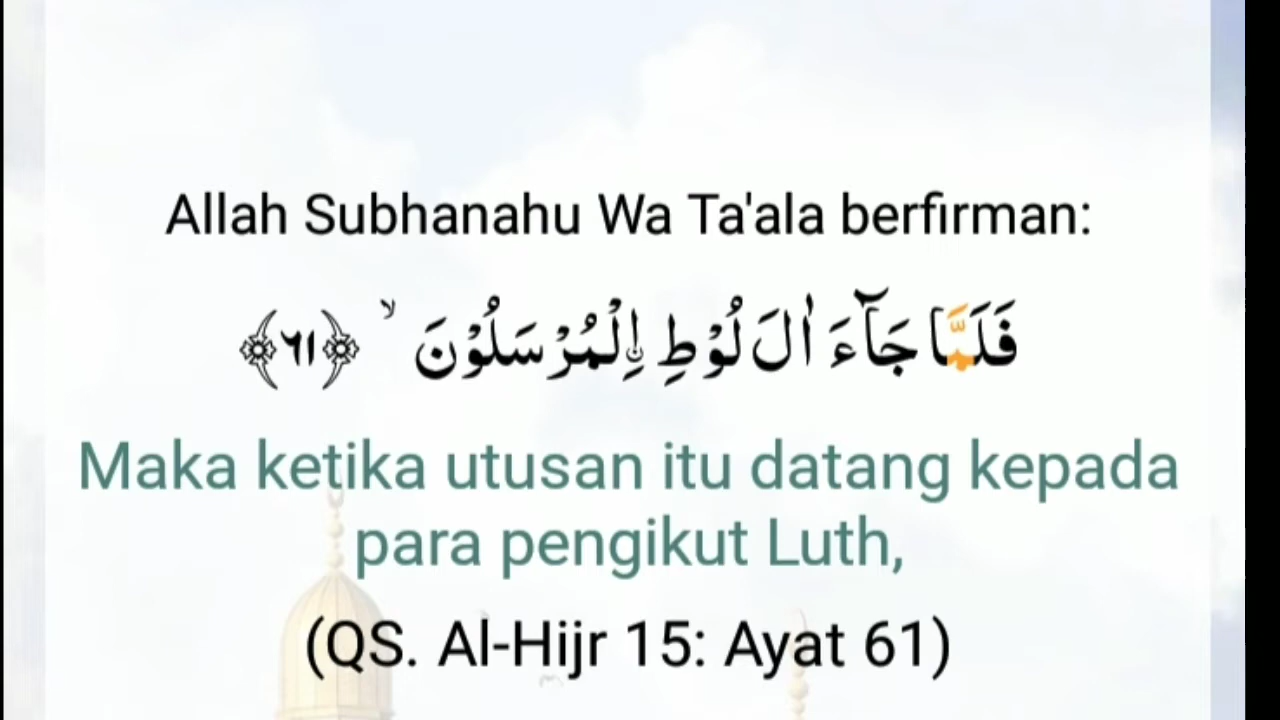 Allah Subhanahu Wa Ta'ala berfirman:
فَلَمَّا جَآءَ اٰلَ لُوْطِ ِۨالْمُرْسَلُوْنَ ۙ ﴿٦١﴾
Maka ketika utusan itu datang kepada
para pengikut Luth,
(QS. Al-Hijr 15: Ayat 61)